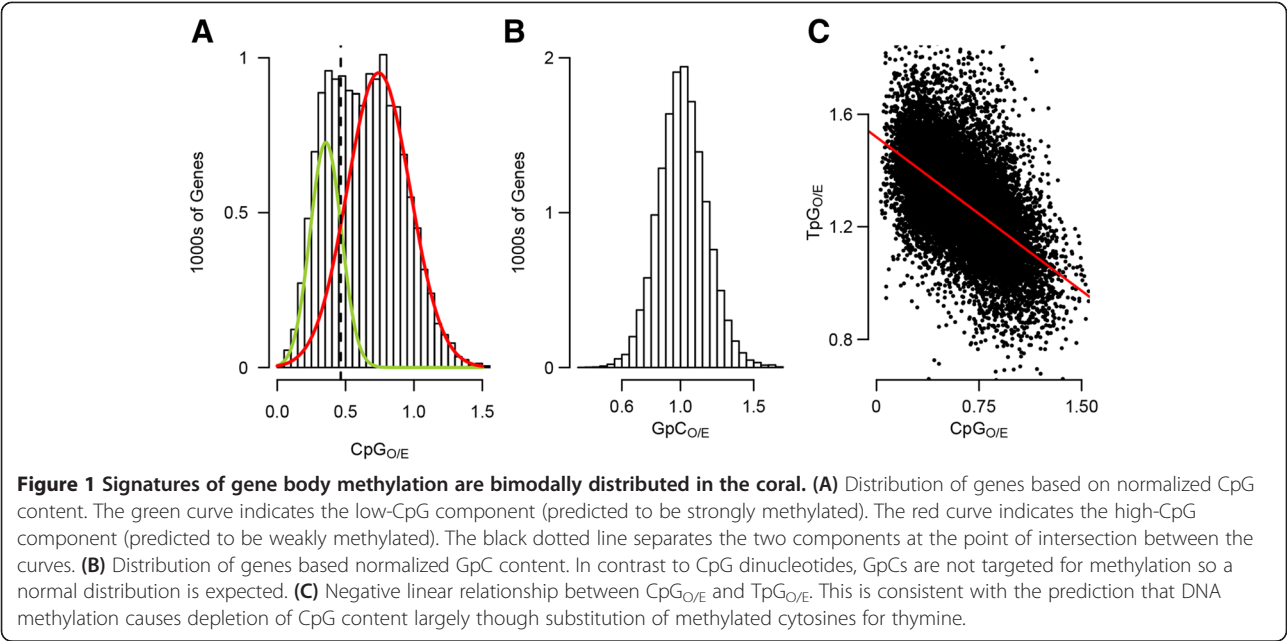 A
B
C
1
0.5
0
1000s of Genes
0.0 0.5 1.0 1.5
CpGO/E
2
1
0
1000s of Genes
0.6 1.0 1.5
GpCO/E
1.6
1.2
0.8
TpGO/E
0 0.75 1.50
CpGO/E
Figure 1 Signatures of gene body methylation are bimodally distributed in the coral. (A) Distribution of genes based on normalized CpG
content. The green curve indicates the low-CpG component (predicted to be strongly methylated). The red curve indicates the high-CpG
component (predicted to be weakly methylated). The black dotted line separates the two components at the point of intersection between the
curves. (B) Distribution of genes based normalized GpC content. In contrast to CpG dinucleotides, GpCs are not targeted for methylation so a
normal distribution is expected. (C) Negative linear relationship between CpGO/E and TpGO/E. This is consistent with the prediction that DNA
methylation causes depletion of CpG content largely though substitution of methylated cytosines for thymine.